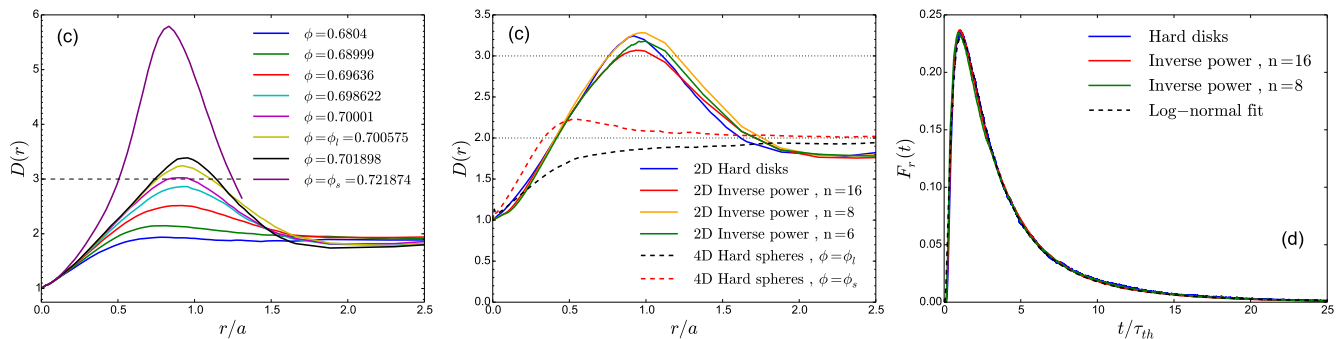 (c)
D(r)
6
5
4
3
2
1
ϕ=0.6804
ϕ=0.68999
ϕ=0.69636
ϕ=0.698622
ϕ=0.70001
ϕ=ϕ_l=0.700575
ϕ=0.701898
ϕ=ϕ_s=0.721874
0.0 0.5 1.0 1.5 2.0 2.5
r/a
(c)
D(r)
3.5
3.0
2.5
2.0
1.5
1.0
0.5
0.0
2D Hard disks
2D Inverse power , n=16
2D Inverse power , n=8
2D Inverse power , n=6
4D Hard spheres , ϕ=ϕ_l
4D Hard spheres , ϕ=ϕ_s
0.0 0.5 1.0 1.5 2.0 2.5
r/a
F_r(t)
0.25
0.20
0.15
0.10
0.05
0.00
Hard disks
Inverse power , n=16
Inverse power , n=8
Log−normal fit
(d)
0 5 10 15 20 25
t/τ_th